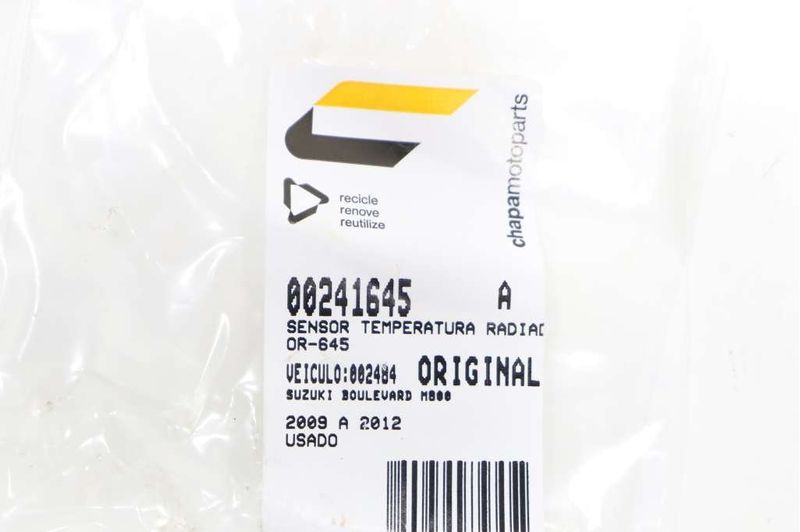 chapamotoparts
recicle
renove
reutilize
00241645 A
SENSOR TEMPERATURA RADIAD
OR-645
VEICULO:002484 ORIGINAL
SUZUKI BOULEVARD M800
2009 A 2012
USADO